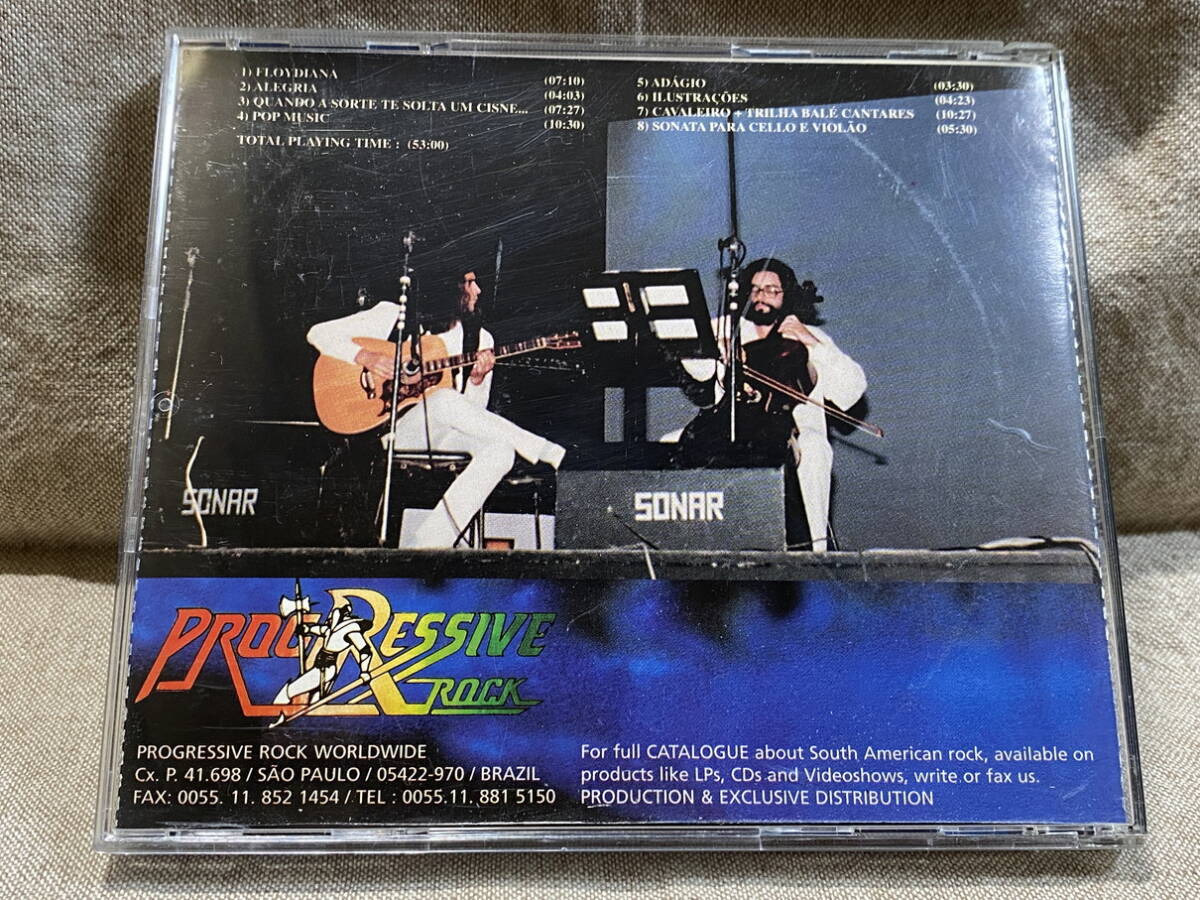 1) FLOYDIANA (07:10)
2) ALEGRIA (04:03)
3) QUANDO A SORTE TE SOLTA UM CISNE... (07:27)
4) POP MUSIC (10:30)
TOTAL PLAYING TIME : (53:00)
5) ADÁGIO (03:30)
6) ILUSTRAÇÕES (04:23)
7) CAVALEIRO + TRILHA BALÉ CANTARES (10:27)
8) SONATA PARA CELLO E VIOLÃO (05:30)
SONAR
SONAR
PROGRESSIVE
ROCK
PROGRESSIVE ROCK WORLDWIDE
Cx. P. 41.698 / SÃO PAULO / 05422-970 / BRAZIL
FAX: 0055. 11. 852 1454 / TEL : 0055.11. 881 5150
For full CATALOGUE about South American rock, available on
products like LPs, CDs and Videoshows, write or fax us.
PRODUCTION & EXCLUSIVE DISTRIBUTION